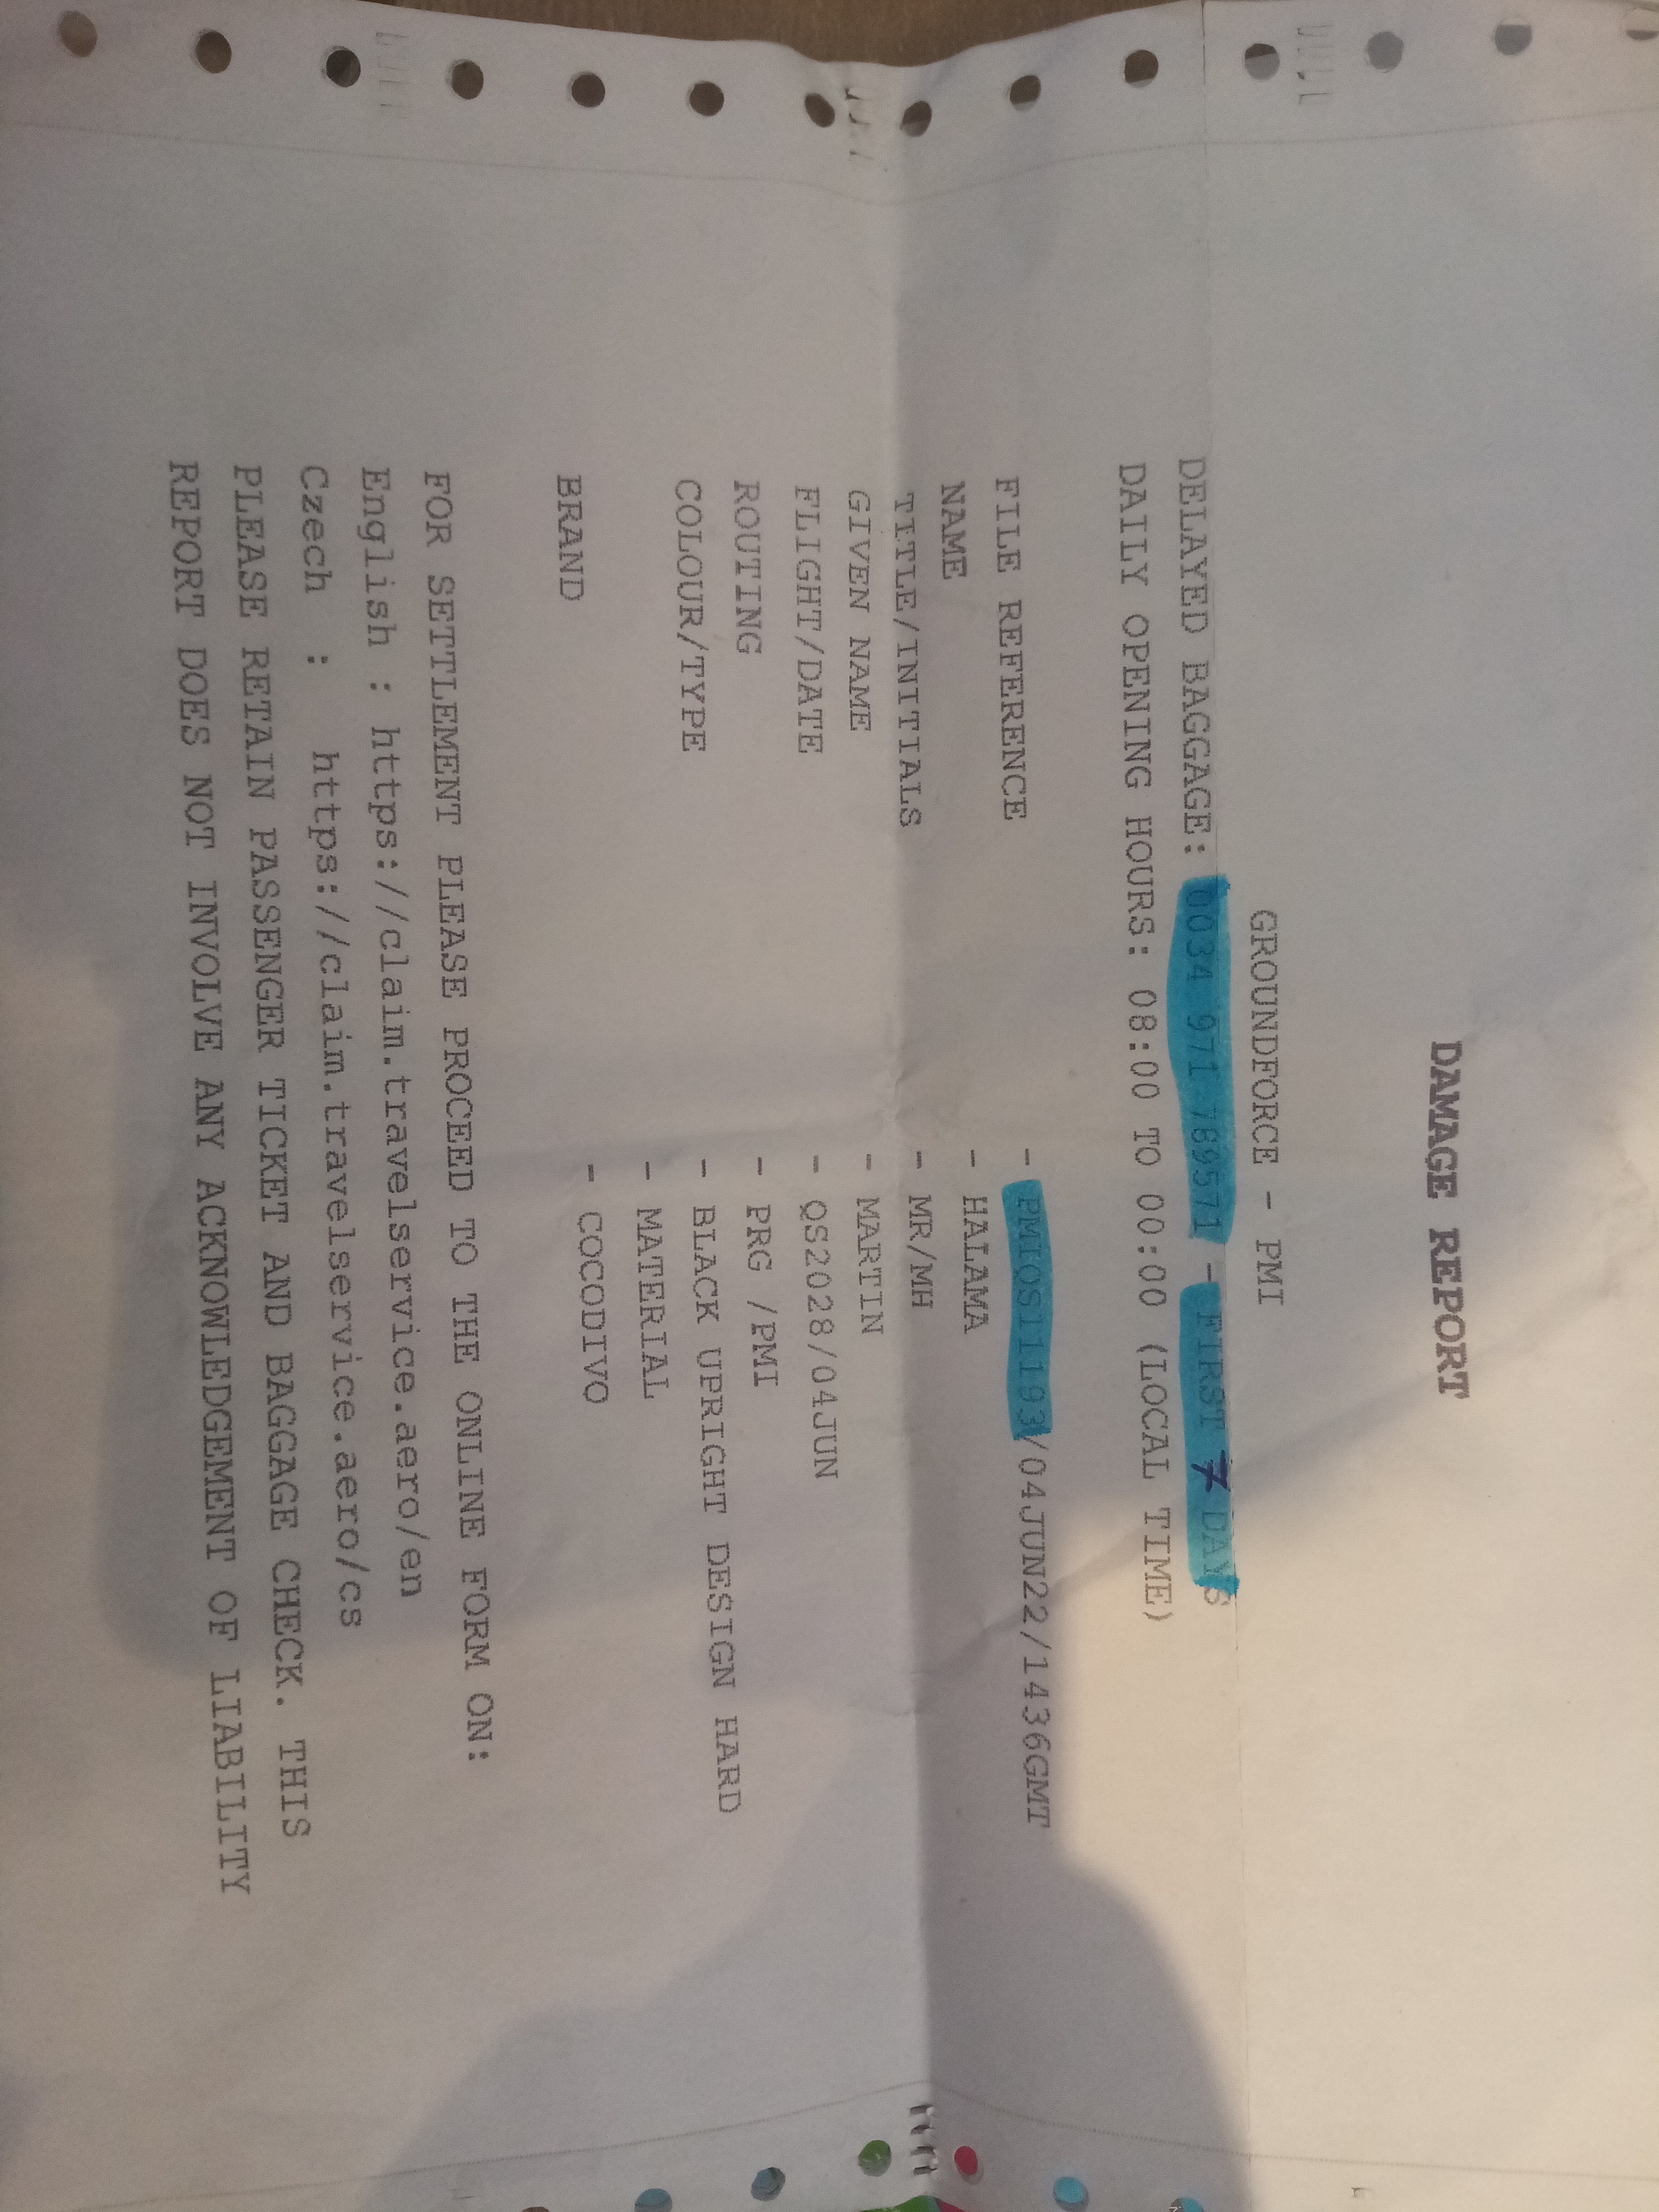 DAMAGE REPORT
GROUNDFORCE - PMI
DELAYED BAGGAGE: 0034 971 789571 - FIRST 7 DAYS
DAILY OPENING HOURS: 08:00 TO 00:00 (LOCAL TIME)
FILE REFERENCE - PMIQS11193/04JUN22/1436GMT
NAME - HALAMA
TITLE/INITIALS - MR/MH
GIVEN NAME - MARTIN
FLIGHT/DATE - QS2028/04JUN
ROUTING - PRG /PMI
COLOUR/TYPE - BLACK UPRIGHT DESIGN HARD
- MATERIAL
BRAND - COCODIVO
FOR SETTLEMENT PLEASE PROCEED TO THE ONLINE FORM ON:
English : https://claim.travelservice.aero/en
Czech : https://claim.travelservice.aero/cs
PLEASE RETAIN PASSENGER TICKET AND BAGGAGE CHECK. THIS
REPORT DOES NOT INVOLVE ANY ACKNOWLEDGEMENT OF LIABILITY